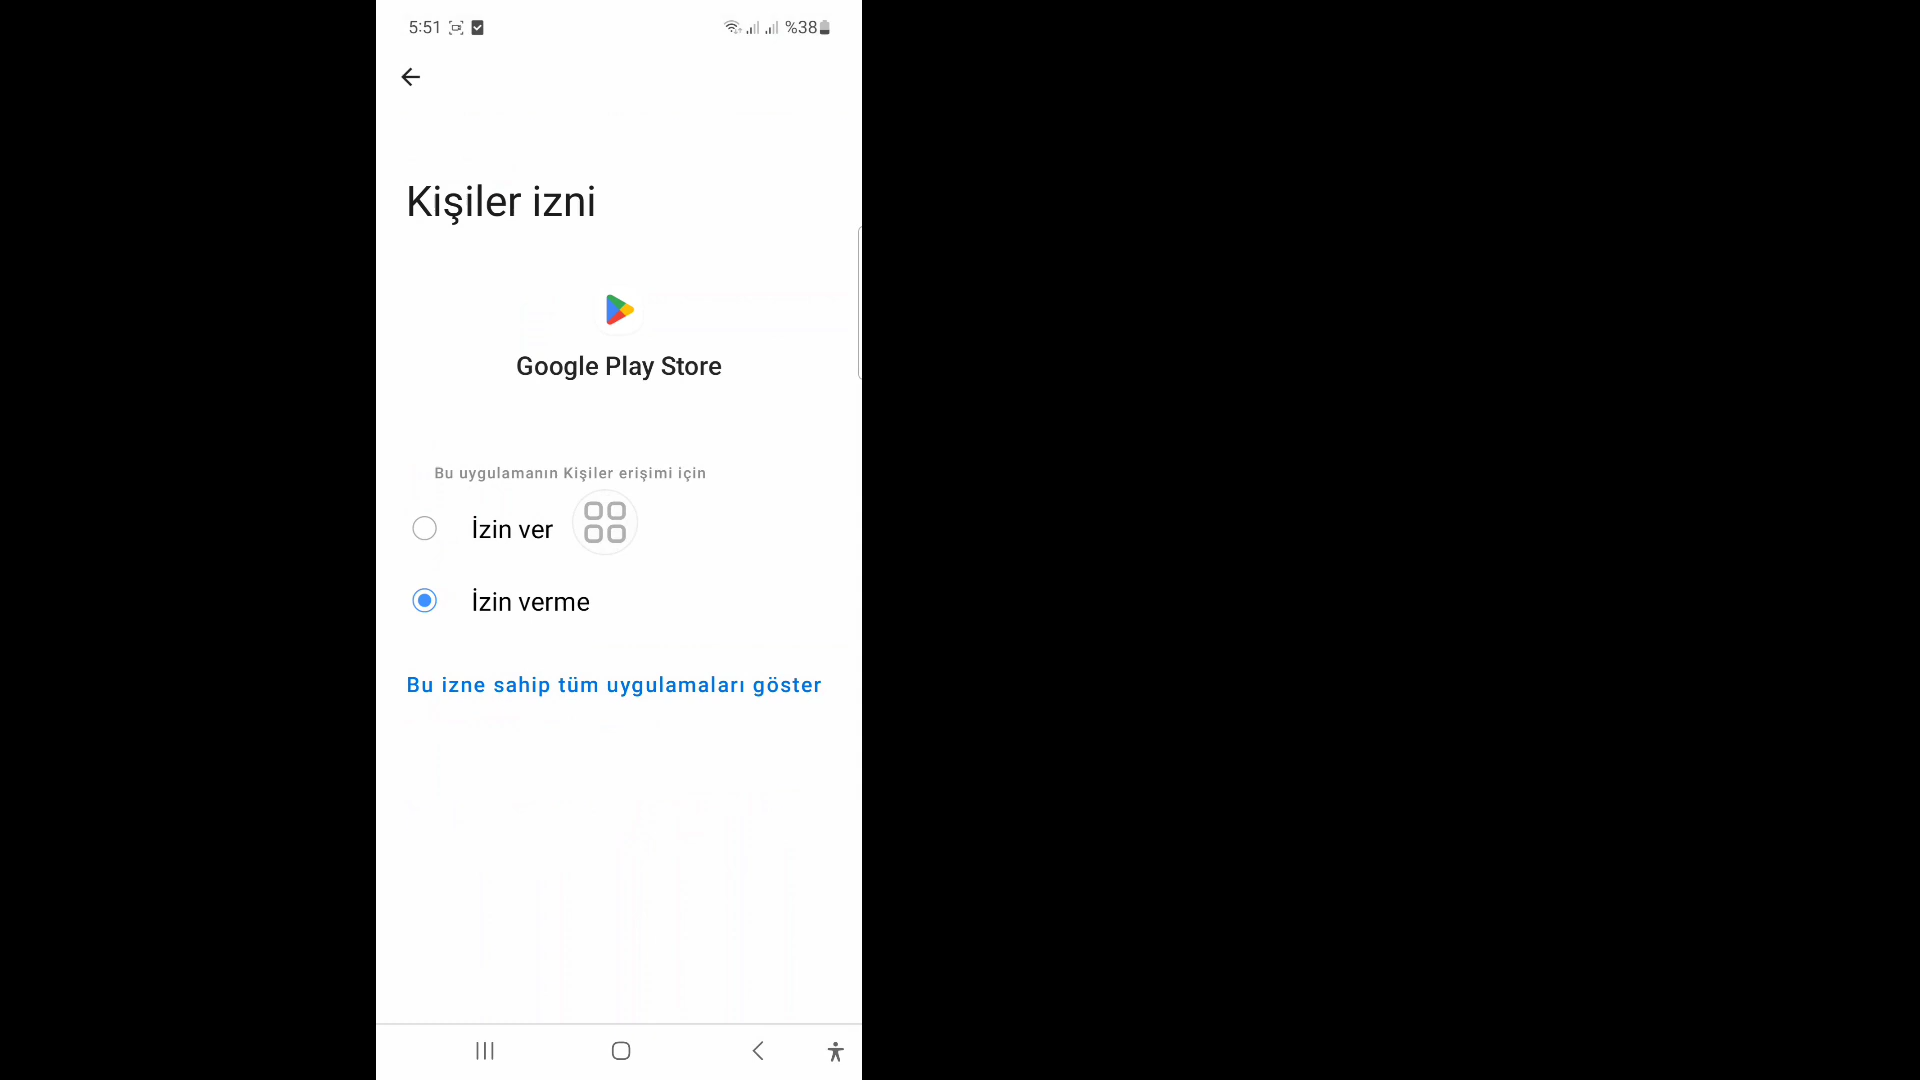 5:51 %38
Kişiler izni
Google Play Store
Bu uygulamanın Kişiler erişimi için
İzin ver
İzin verme
Bu izne sahip tüm uygulamaları göster